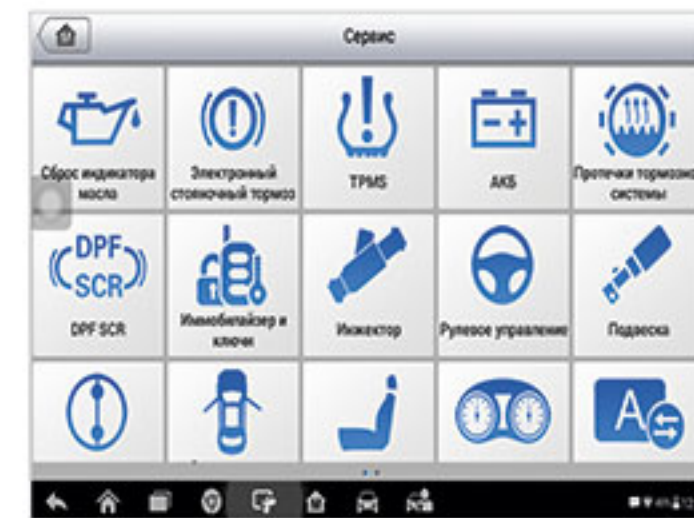 Сервис
Сброс индикатора
масла
Электронный
стояночный тормоз
TPMS
АКБ
Протечки тормозно
системы
DPF
SCR
DPF SCR
Иммобилайзер и
ключи
Инжектор
Рулевое управление
Подвеска
A